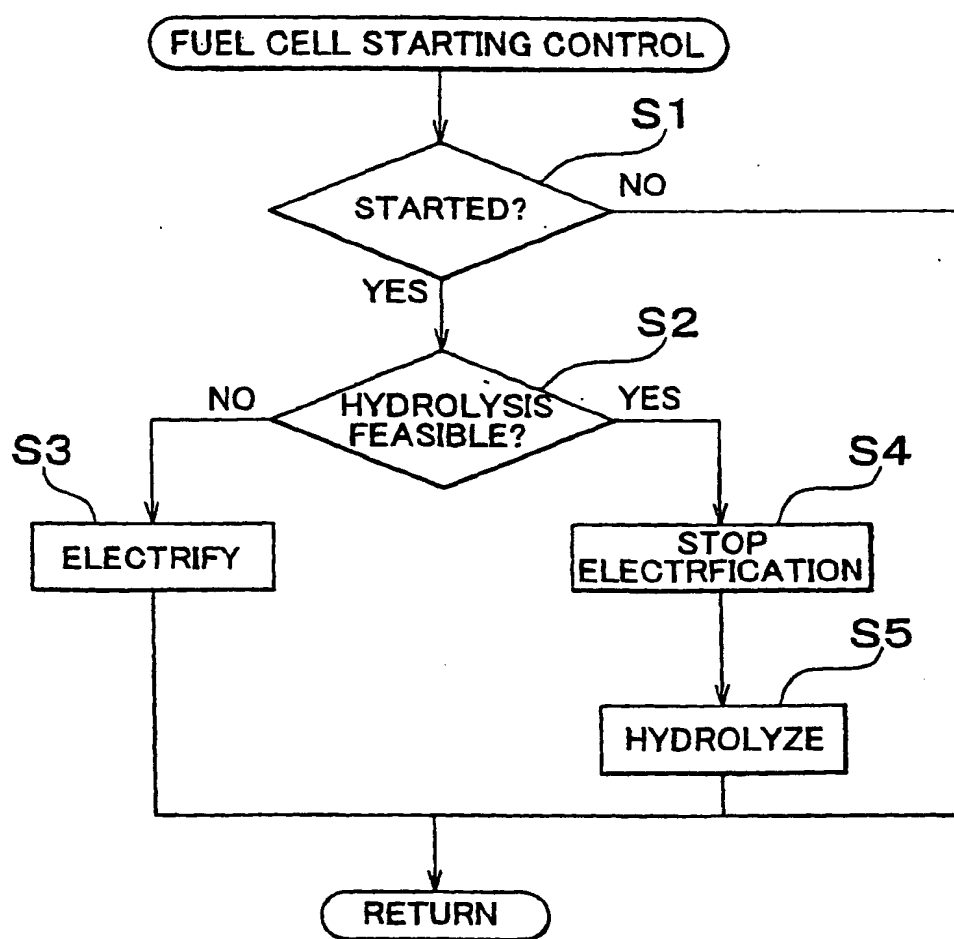 FUEL CELL STARTING CONTROL
S1
STARTED?
NO
YES
S2
NO
HYDROLYSIS
FEASIBLE?
YES
S3
ELECTRIFY
S4
STOP
ELECTRFICATION
S5
HYDROLYZE
RETURN